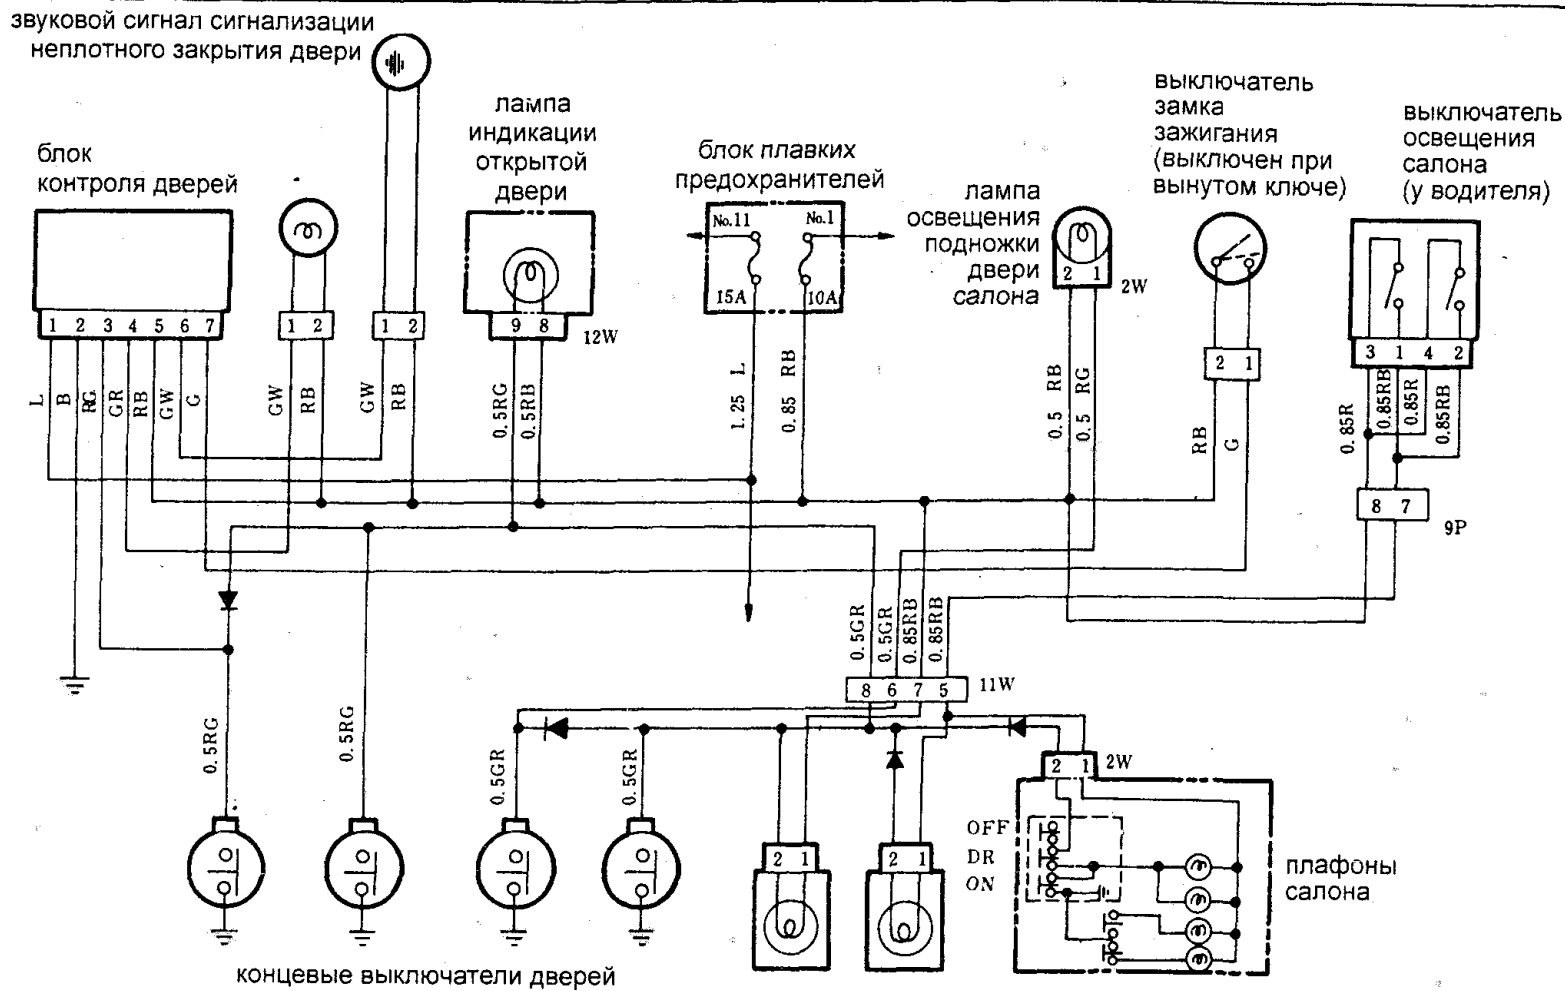 звуковой сигнал сигнализации
неплотного закрытия двери
блок
контроля дверей
лампа
индикации
открытой
двери
блок плавких
предохранителей
лампа
освещения
подножки
двери
салона
выключатель
замка
зажигания
(выключен при
вынутом ключе)
выключатель
освещения
салона
(у водителя)
No.11
No.1
15A
10A
1 2 3 4 5 6 7
1 2
1 2
9 8
12W
2 1
2W
2 1
3 1 4 2
L
B
RG
GR
RB
GW
G
GW
RB
GW
RB
0.5RG
0.5RB
1.25 L
0.85 RB
0.5 RB
0.5 RG
RB
G
0.85R
0.85RB
0.85R
0.85RB
8 7
9P
0.5GR
0.5GR
0.85RB
0.85RB
8 6 7 5
11W
0.5RG
0.5RG
0.5GR
0.5GR
2 1
2 1
2 1
2W
OFF
DR
ON
плафоны
салона
концевые выключатели дверей